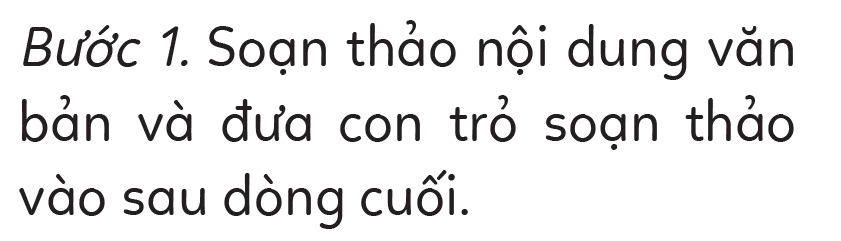 Bước 1. Soạn thảo nội dung văn
bản và đưa con trỏ soạn thảo
vào sau dòng cuối.